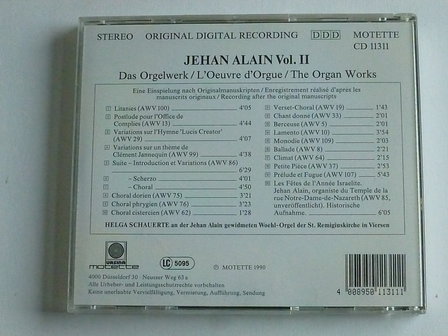 STEREO ORIGINAL DIGITAL RECORDING DDD MOTETTE
CD 11311
JEHAN ALAIN Vol. II
Das Orgelwerk / L'Oeuvre d'Orgue / The Organ Works
Eine Einspielung nach Originalmanuskripten / Enregistrement réalisé d'après les
manuscrits originaux / Recording after the original manuscripts
Litanies (AWV 100) 4'05
Postlude pour l'Office de
Complies (AWV 13) 4'44
Variations sur l'Hymne 'Lucis Creator'
(AWV 29) 4'07
Variations sur un thème de
Clément Jannequin (AWV 99) 4'38
Suite – Introduction et Variations (AWV 86)
6'29
– Scherzo 4'01
– Choral 4'50
Choral dorien (AWV 75) 3'21
Choral phrygien (AWV 76) 3'23
Choral cistercien (AWV 62) 1'28
Verset-Choral (AWV 19) 1'43
Chant donné (AWV 33) 2'01
Berceuse (AWV 5) 2'01
Lamento (AWV 10) 3'54
Monodie (AWV 109) 2'03
Ballade (AWV 8) 2'21
Climat (AWV 64) 2'15
Petite Pièce (AWV 37) 2'53
Prélude et Fugue (AWV 107) 5'43
Les Fêtes de l'Année Israelite.
Jehan Alain, organiste du Temple de la
rue Notre-Dame-de-Nazareth (AWV 85,
unveröffentlicht). Historische
Aufnahme. 6'05
HELGA SCHAUERTE an der Jehan Alain gewidmeten Woehl-Orgel der St. Remigiuskirche in Viersen
URSINA
motette
LC 5095
Ⓟ MOTETTE 1990
4000 Düsseldorf 30 · Neusser Weg 63 a
Alle Urheber- und Leistungsschutzrechte vorbehalten
Keine unerlaubte Vervielfältigung, Vermietung, Aufführung, Sendung
4 008950 113111